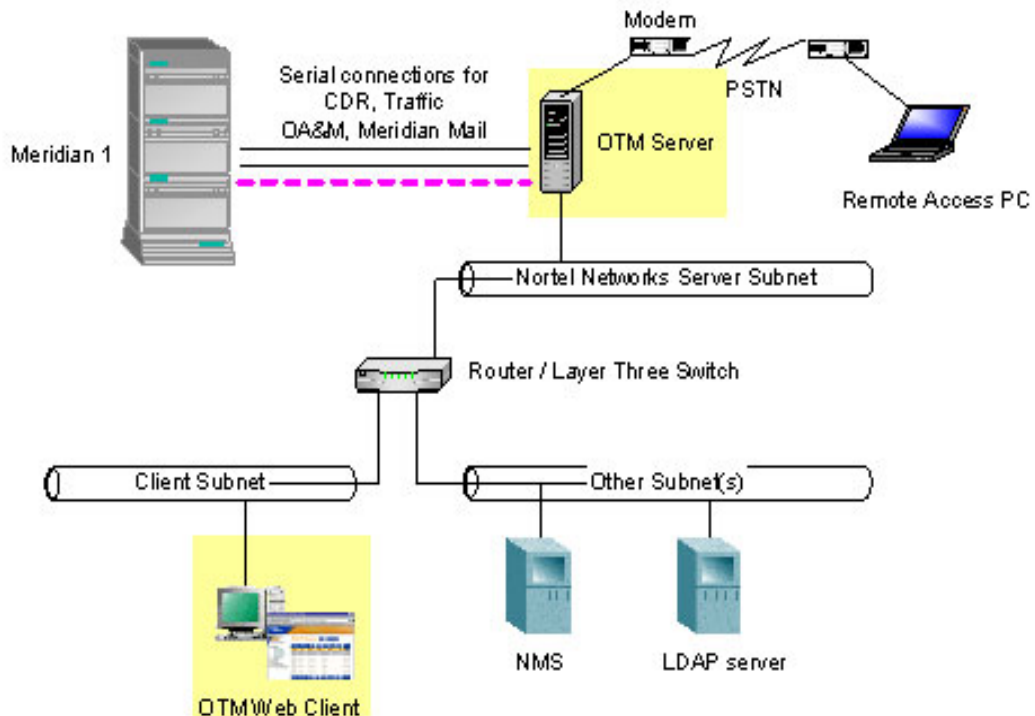 Modem
Serial connections for
CDR, Traffic
OA&M, Meridian Mail
PSTN
Meridian 1
OTM Server
Remote Access PC
Nortel Networks Server Subnet
Router / Layer Three Switch
Client Subnet
Other Subnet(s)
NMS
LDAP server
OTM Web Client